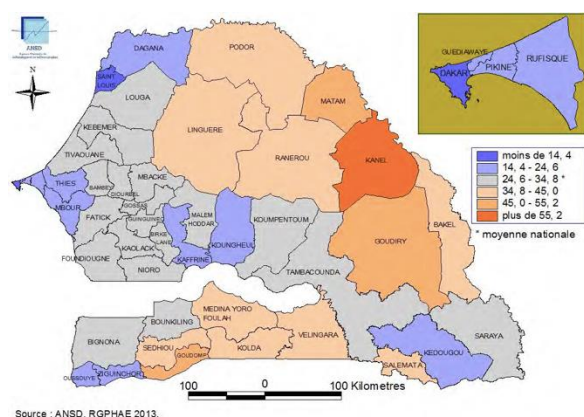 ANSD
N
DAGANA
PODOR
SAINT
LOUIS
LOUGA
MATAM
LINGUERE
KEBEMER
RANEROU
KANEL
TIVAOUANE
MBACKE
BAMBEY
DIOURBEL
THIES
GOSSAS
MBOUR
FATICK
GUINGUINEO
MALEM
HODDAR
KOUMPENTOUM
GOUDIRY
BAKEL
BIRKE
LANE
KOUNGHEUL
KAOLACK
KAFFRINE
FOUNDIOUGNE
NIORO
TAMBACOUNDA
MEDINA YORO
FOULAH
BOUNKILING
VELINGARA
BIGNONA
SEDHIOU
KOLDA
GOUDOMP
SARAYA
KEDOUGOU
SALEMATA
OUSSOUYE
ZIGUINCHOR
GUEDIAWAYE
RUFISQUE
PIKINE
DAKAR
moins de 14, 4
14, 4 - 24, 6
24, 6 - 34, 8 *
34, 8 - 45, 0
45, 0 - 55, 2
plus de 55, 2
* moyenne nationale
100 0 100 Kilometres
Source : ANSD. RGPHAE 2013.